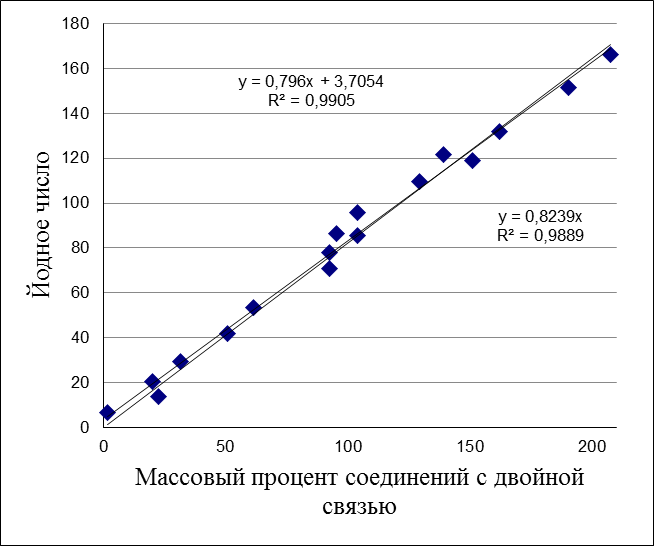 180
160
140
120
100
80
60
40
20
0
Йодное число
y = 0,796x + 3,7054
R² = 0,9905
y = 0,8239x
R² = 0,9889
0 50 100 150 200
Массовый процент соединений с двойной
связью